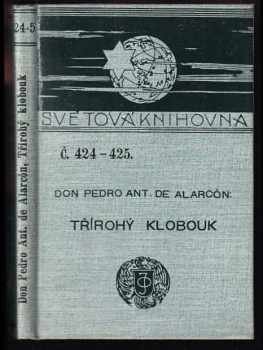 24-5
Don Pedro Ant. de Alarcón, Třírohý klobouk
SVĚTOVÁ KNIHOVNA
Č. 424-425.
DON PEDRO ANT. DE ALARCÓN:
TŘÍROHÝ KLOBOUK